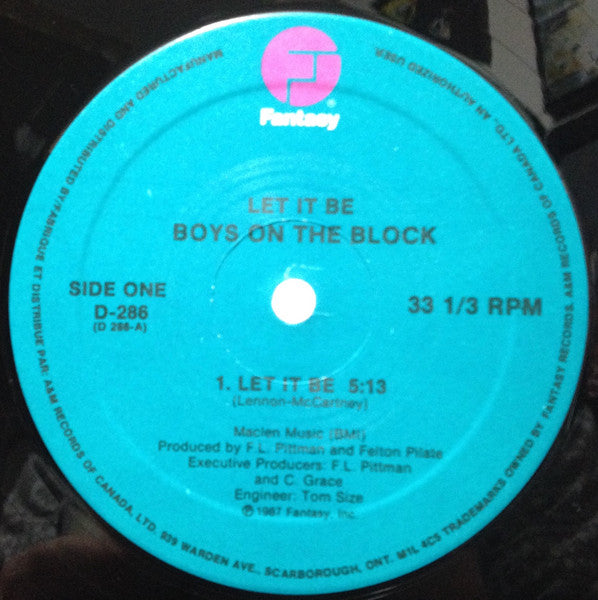 Fantasy®
LET IT BE
BOYS ON THE BLOCK
SIDE ONE
D-286
(D 286-A)
33 1/3 RPM
1. LET IT BE 5:13
(Lennon-McCartney)
Maclen Music (BMI)
Produced by F.L. Pittman and Felton Pilate
Executive Producers: F.L. Pittman
and C. Grace
Engineer: Tom Size
℗ 1987 Fantasy, Inc.
MANUFACTURED AND DISTRIBUTED BY/FABRIQUE ET DISTRIBUE PAR: A&M RECORDS OF CANADA, LTD. 939 WARDEN AVE., SCARBOROUGH, ONT. M1L 4C5 TRADEMARKS OWNED BY FANTASY RECORDS. A&M RECORDS OF CANADA LTD., AN AUTHORIZED USER.